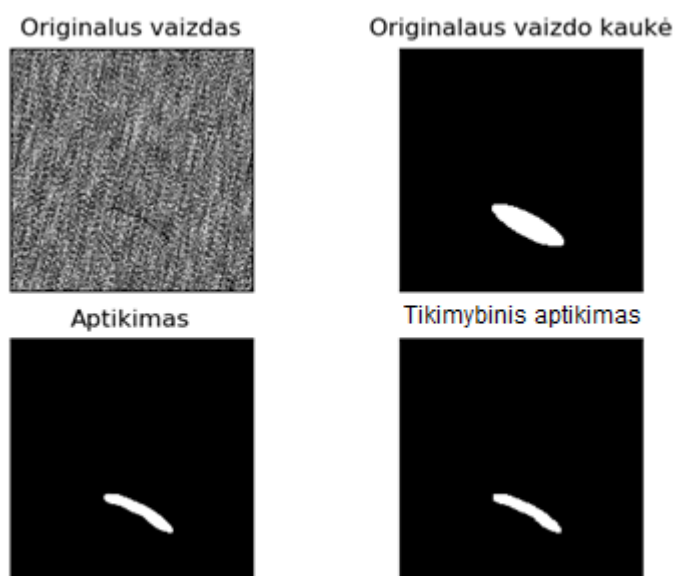 Originalus vaizdas
Originalaus vaizdo kaukė
Aptikimas
Tikimybinis aptikimas